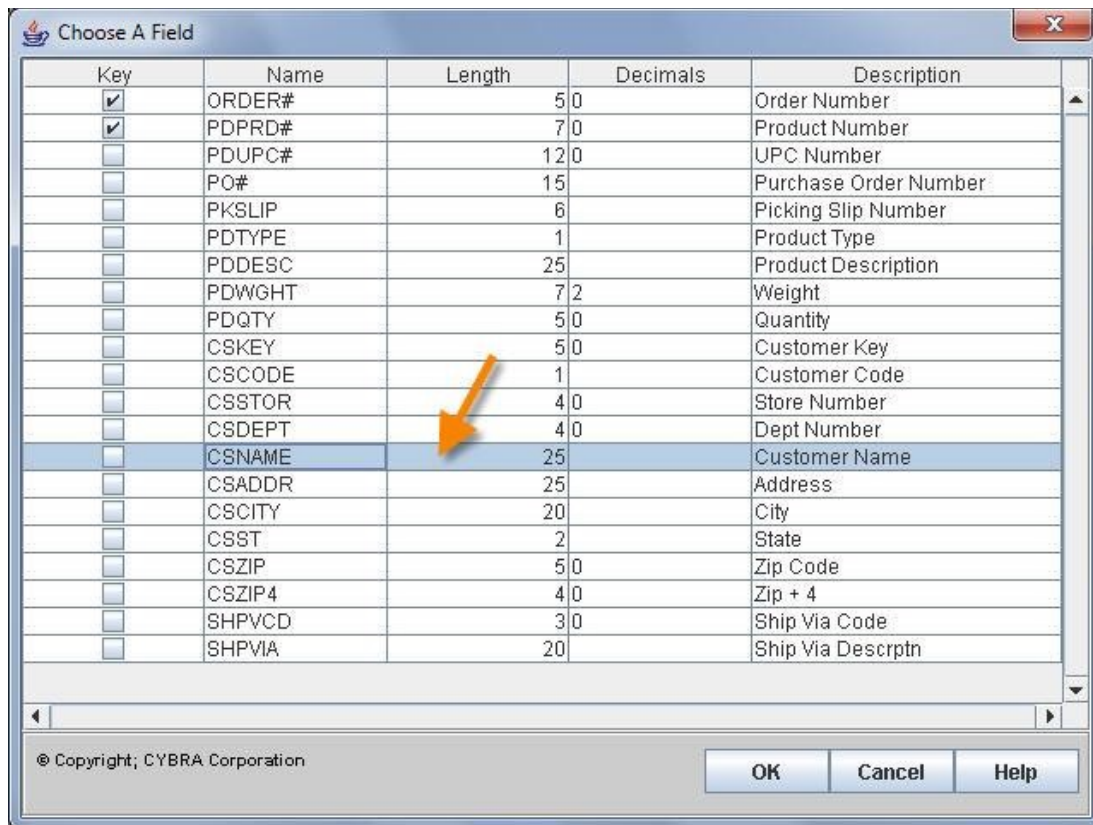 Choose A Field
Key Name Length Decimals Description
ORDER# 5 0 Order Number
PDPRD# 7 0 Product Number
PDUPC# 12 0 UPC Number
PO# 15 Purchase Order Number
PKSLIP 6 Picking Slip Number
PDTYPE 1 Product Type
PDDESC 25 Product Description
PDWGHT 7 2 Weight
PDQTY 5 0 Quantity
CSKEY 5 0 Customer Key
CSCODE 1 Customer Code
CSSTOR 4 0 Store Number
CSDEPT 4 0 Dept Number
CSNAME 25 Customer Name
CSADDR 25 Address
CSCITY 20 City
CSST 2 State
CSZIP 5 0 Zip Code
CSZIP4 4 0 Zip + 4
SHPVCD 3 0 Ship Via Code
SHPVIA 20 Ship Via Descrptn
© Copyright; CYBRA Corporation
OK Cancel Help